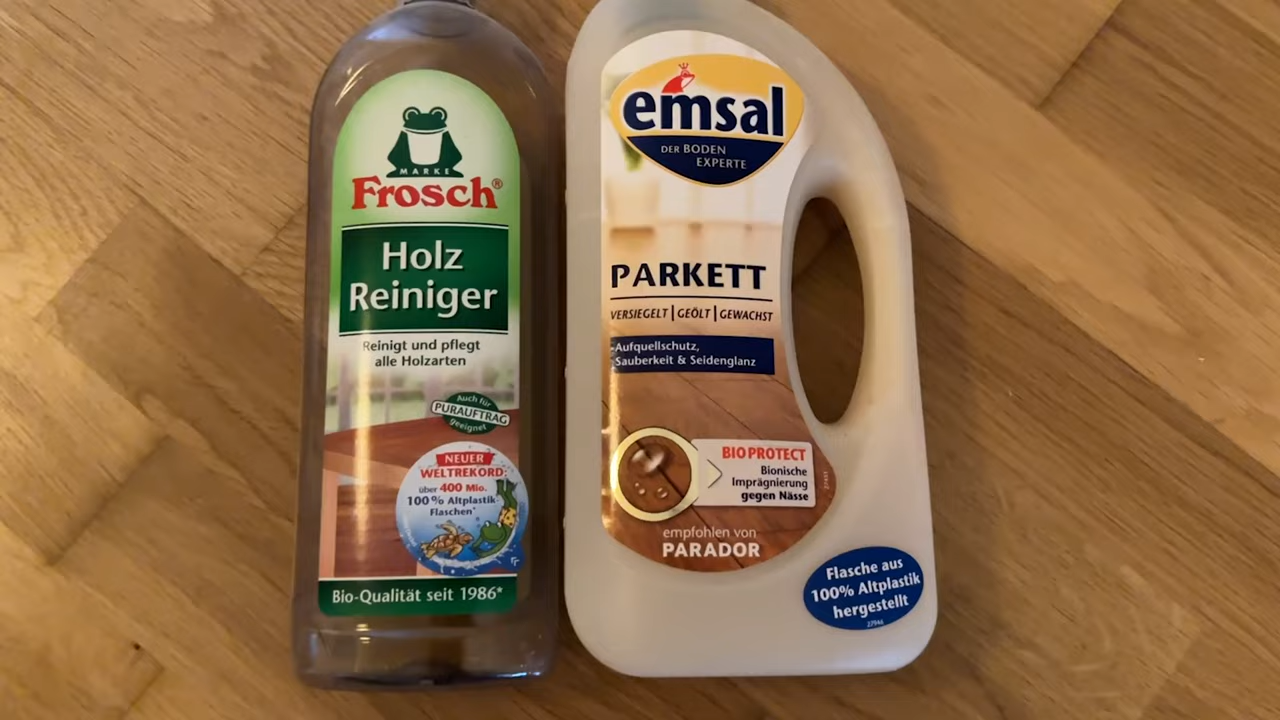 MARKE
Frosch®
Holz
Reiniger
Reinigt und pflegt
alle Holzarten
Auch für
PURAUFTRAG
geeignet
NEUER
WELTREKORD:
über 400 Mio.
100% Altplastik-
Flaschen*
Bio-Qualität seit 1986*
emsal
DER BODEN
EXPERTE
PARKETT
VERSIEGELT | GEÖLT | GEWACHST
Aufquellschutz,
Sauberkeit & Seidenglanz
BIO PROTECT
Bionische
Imprägnierung
gegen Nässe
empfohlen von
PARADOR
Flasche aus
100% Altplastik
hergestellt